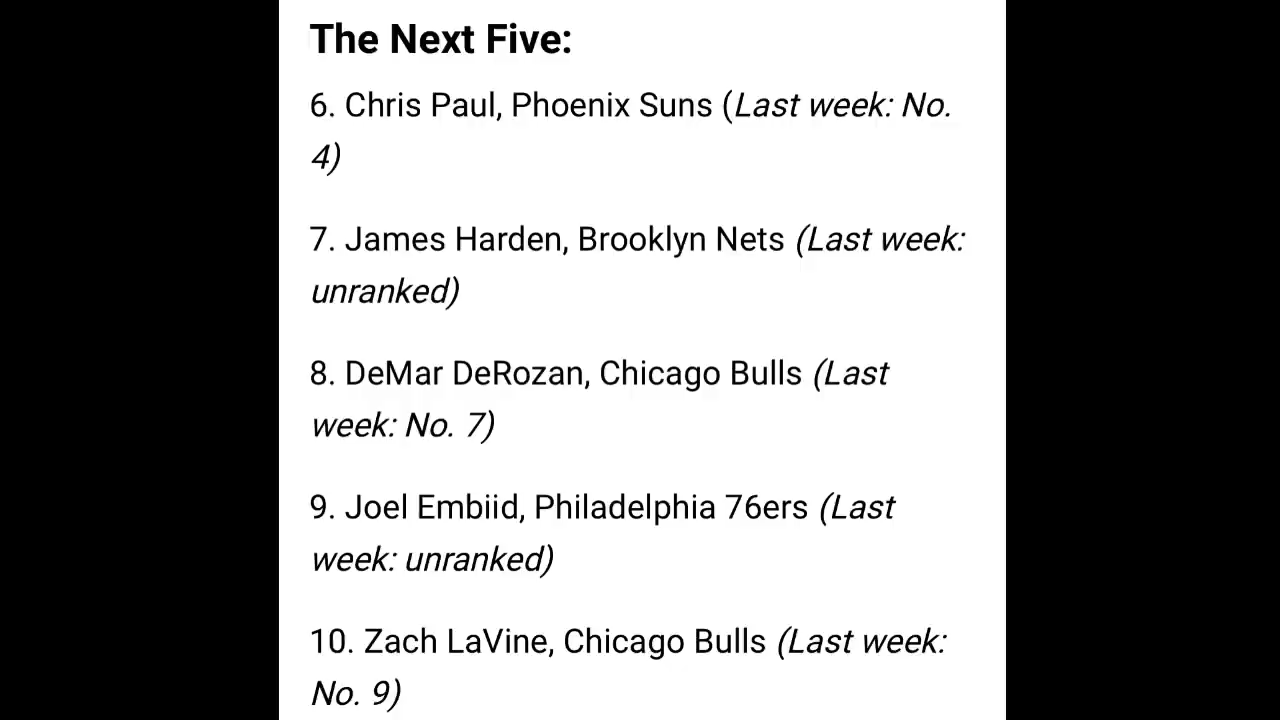 The Next Five:
6. Chris Paul, Phoenix Suns (Last week: No.
4)
7. James Harden, Brooklyn Nets (Last week:
unranked)
8. DeMar DeRozan, Chicago Bulls (Last
week: No. 7)
9. Joel Embiid, Philadelphia 76ers (Last
week: unranked)
10. Zach LaVine, Chicago Bulls (Last week:
No. 9)